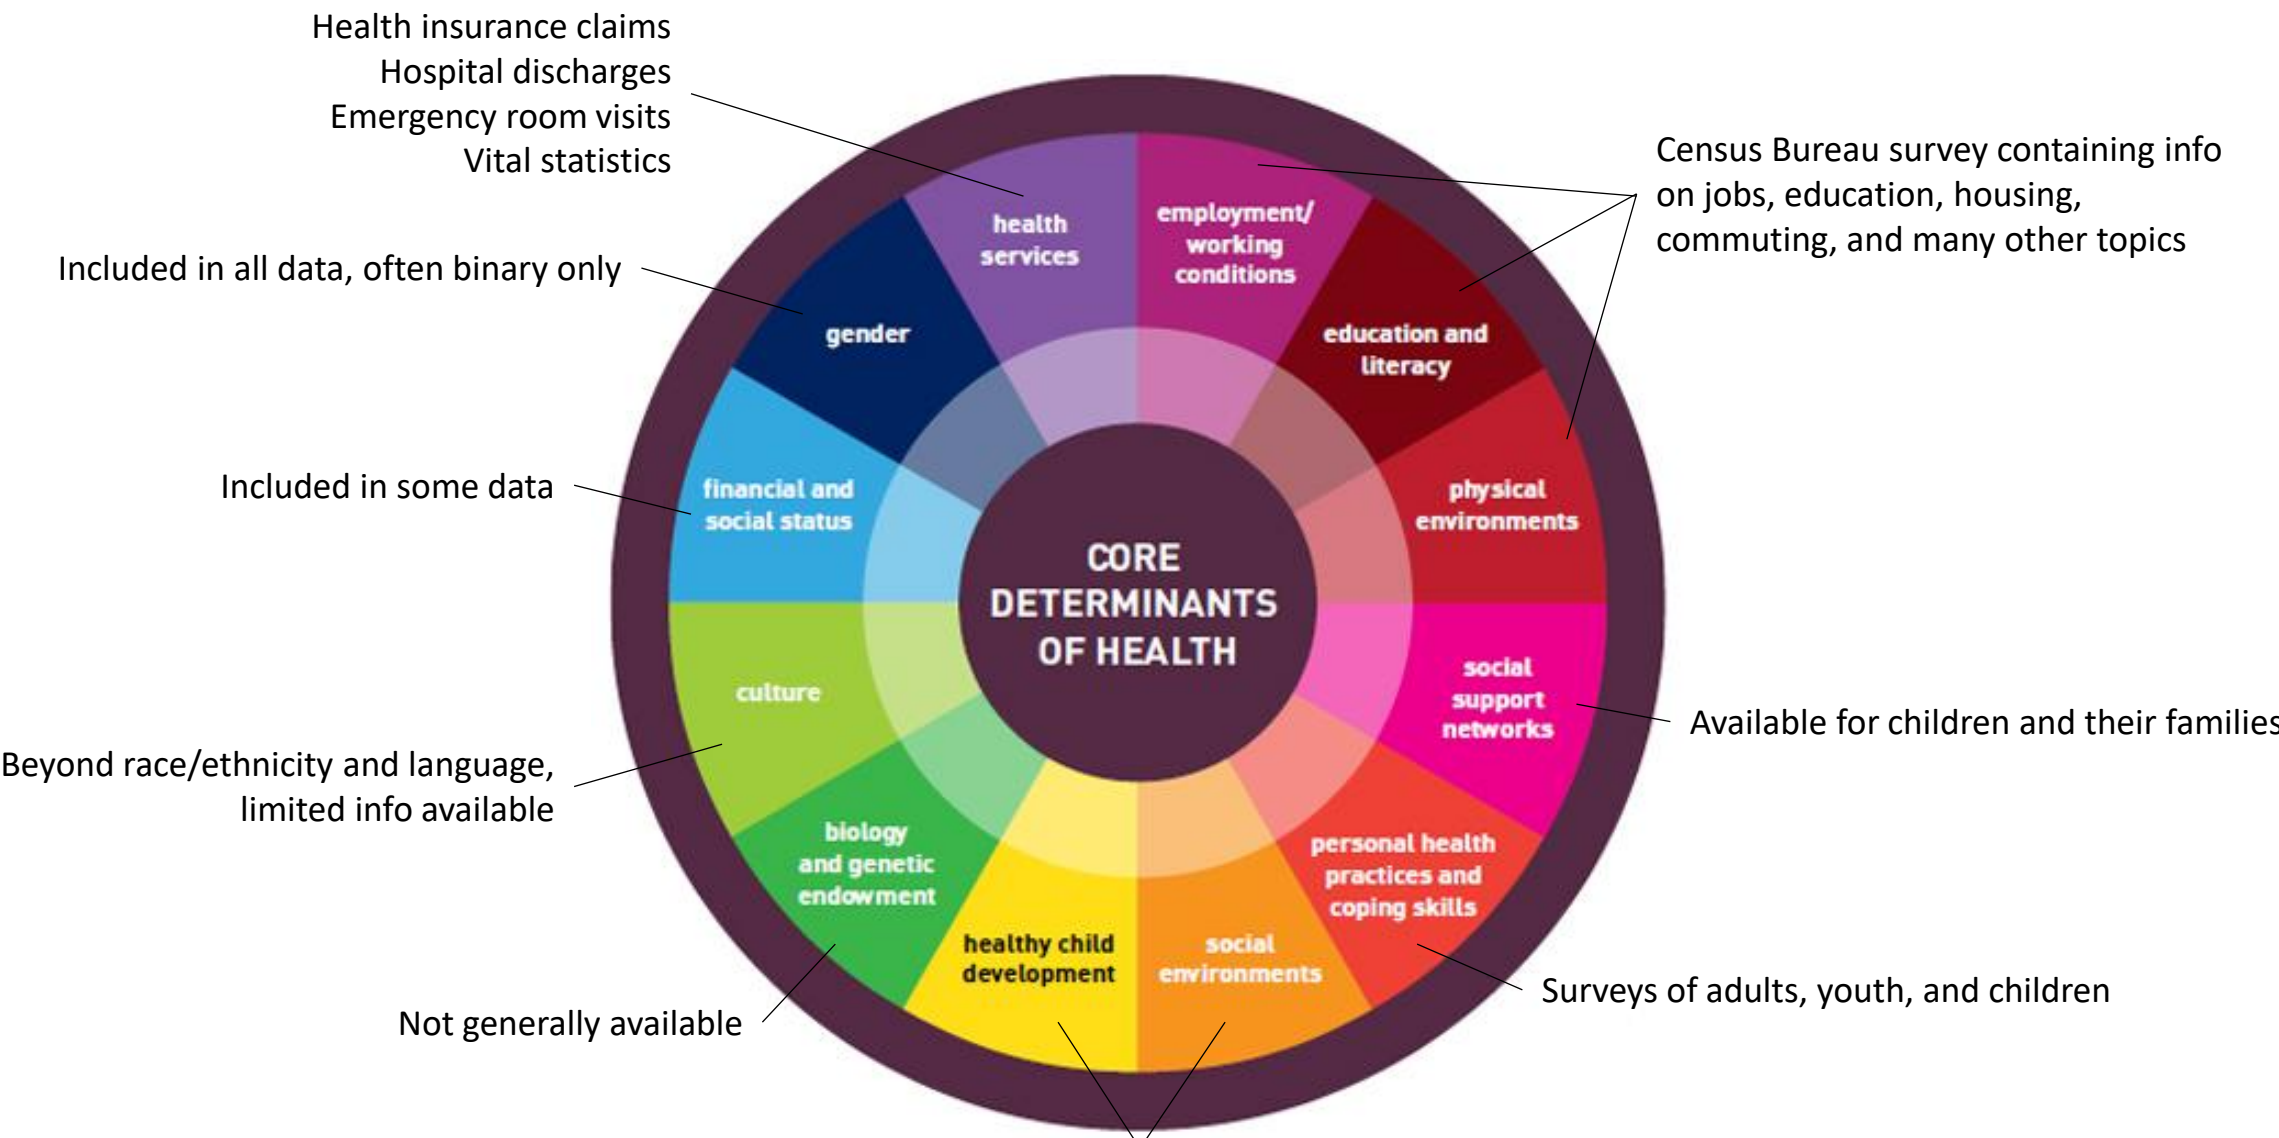 Health insurance claims
Hospital discharges
Emergency room visits
Vital statistics
Included in all data, often binary only
Included in some data
Beyond race/ethnicity and language,
limited info available
Not generally available
Census Bureau survey containing info
on jobs, education, housing,
commuting, and many other topics
Available for children and their families
Surveys of adults, youth, and children
health
services
employment/
working
conditions
education and
literacy
physical
environments
social
support
networks
personal health
practices and
coping skills
social
environments
healthy child
development
biology
and genetic
endowment
culture
financial and
social status
gender
CORE
DETERMINANTS
OF HEALTH